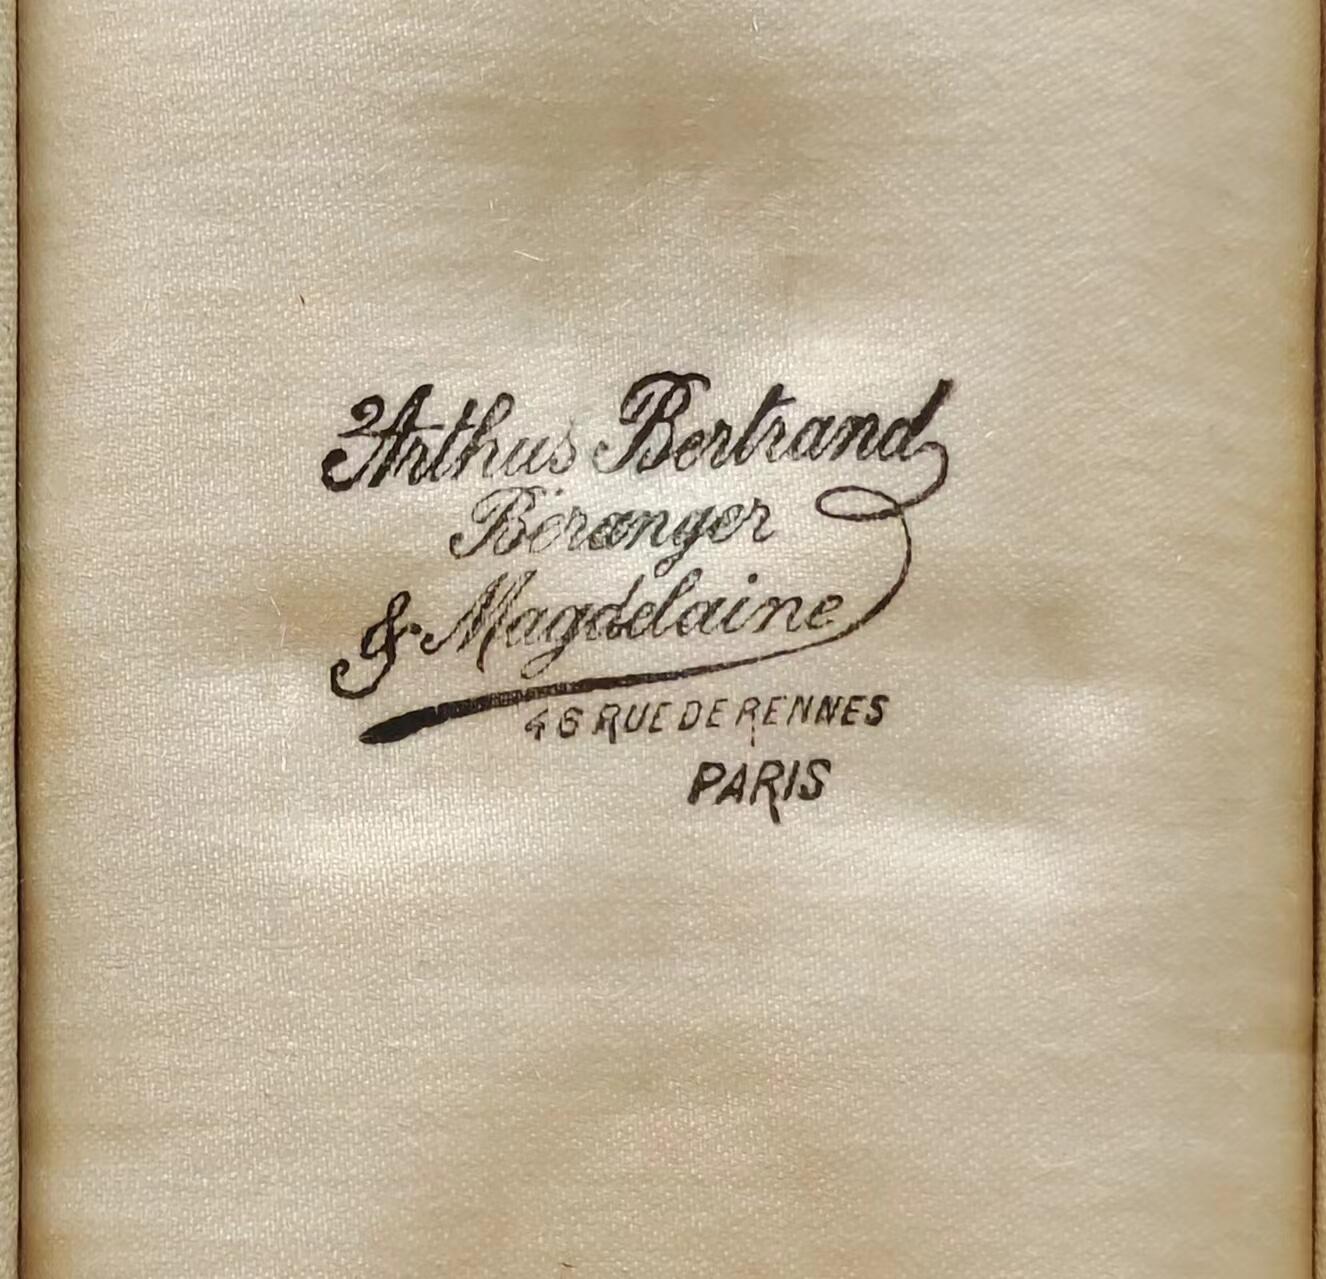 Arthus Bertrand
Béranger
& Magdelaine
46 RUE DE RENNES
PARIS